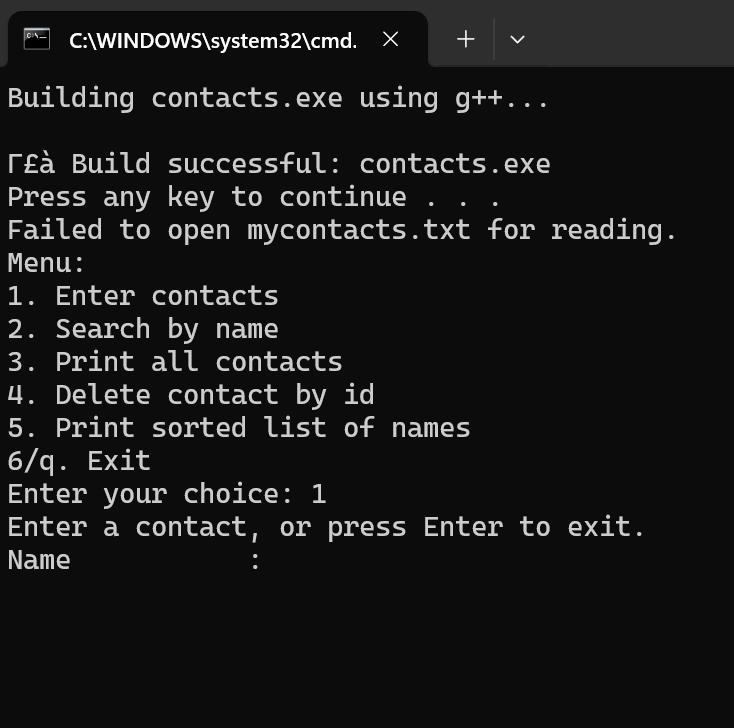 C:\WINDOWS\system32\cmd.
Building contacts.exe using g++...
Γ£à Build successful: contacts.exe
Press any key to continue . . .
Failed to open mycontacts.txt for reading.
Menu:
1. Enter contacts
2. Search by name
3. Print all contacts
4. Delete contact by id
5. Print sorted list of names
6/q. Exit
Enter your choice: 1
Enter a contact, or press Enter to exit.
Name           :